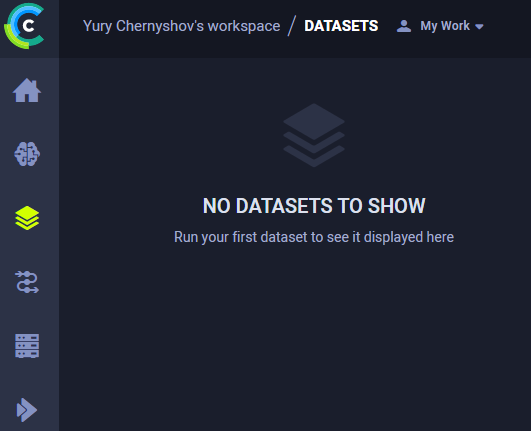 Yury Chernyshov's workspace / DATASETS My Work
NO DATASETS TO SHOW
Run your first dataset to see it displayed here